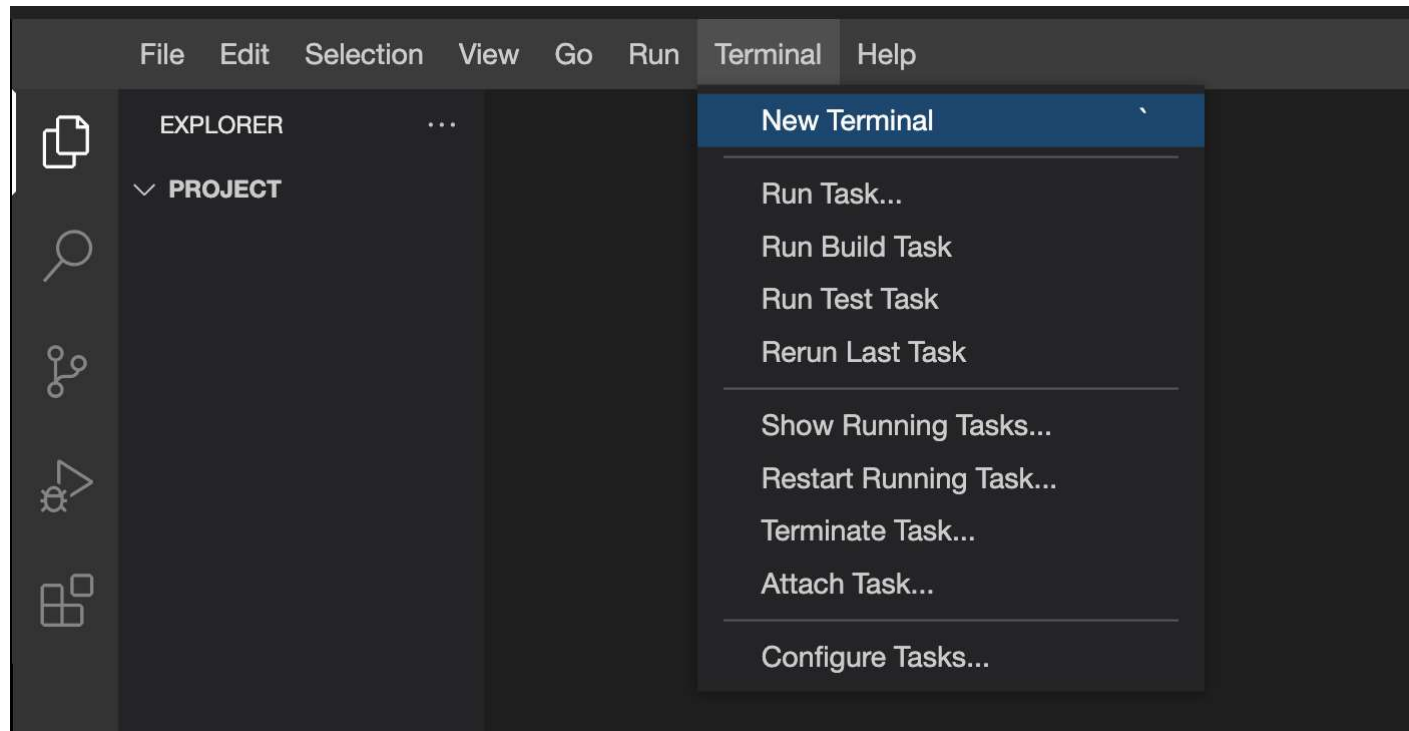 File Edit Selection View Go Run Terminal Help
EXPLORER ...
PROJECT
New Terminal `
Run Task...
Run Build Task
Run Test Task
Rerun Last Task
Show Running Tasks...
Restart Running Task...
Terminate Task...
Attach Task...
Configure Tasks...